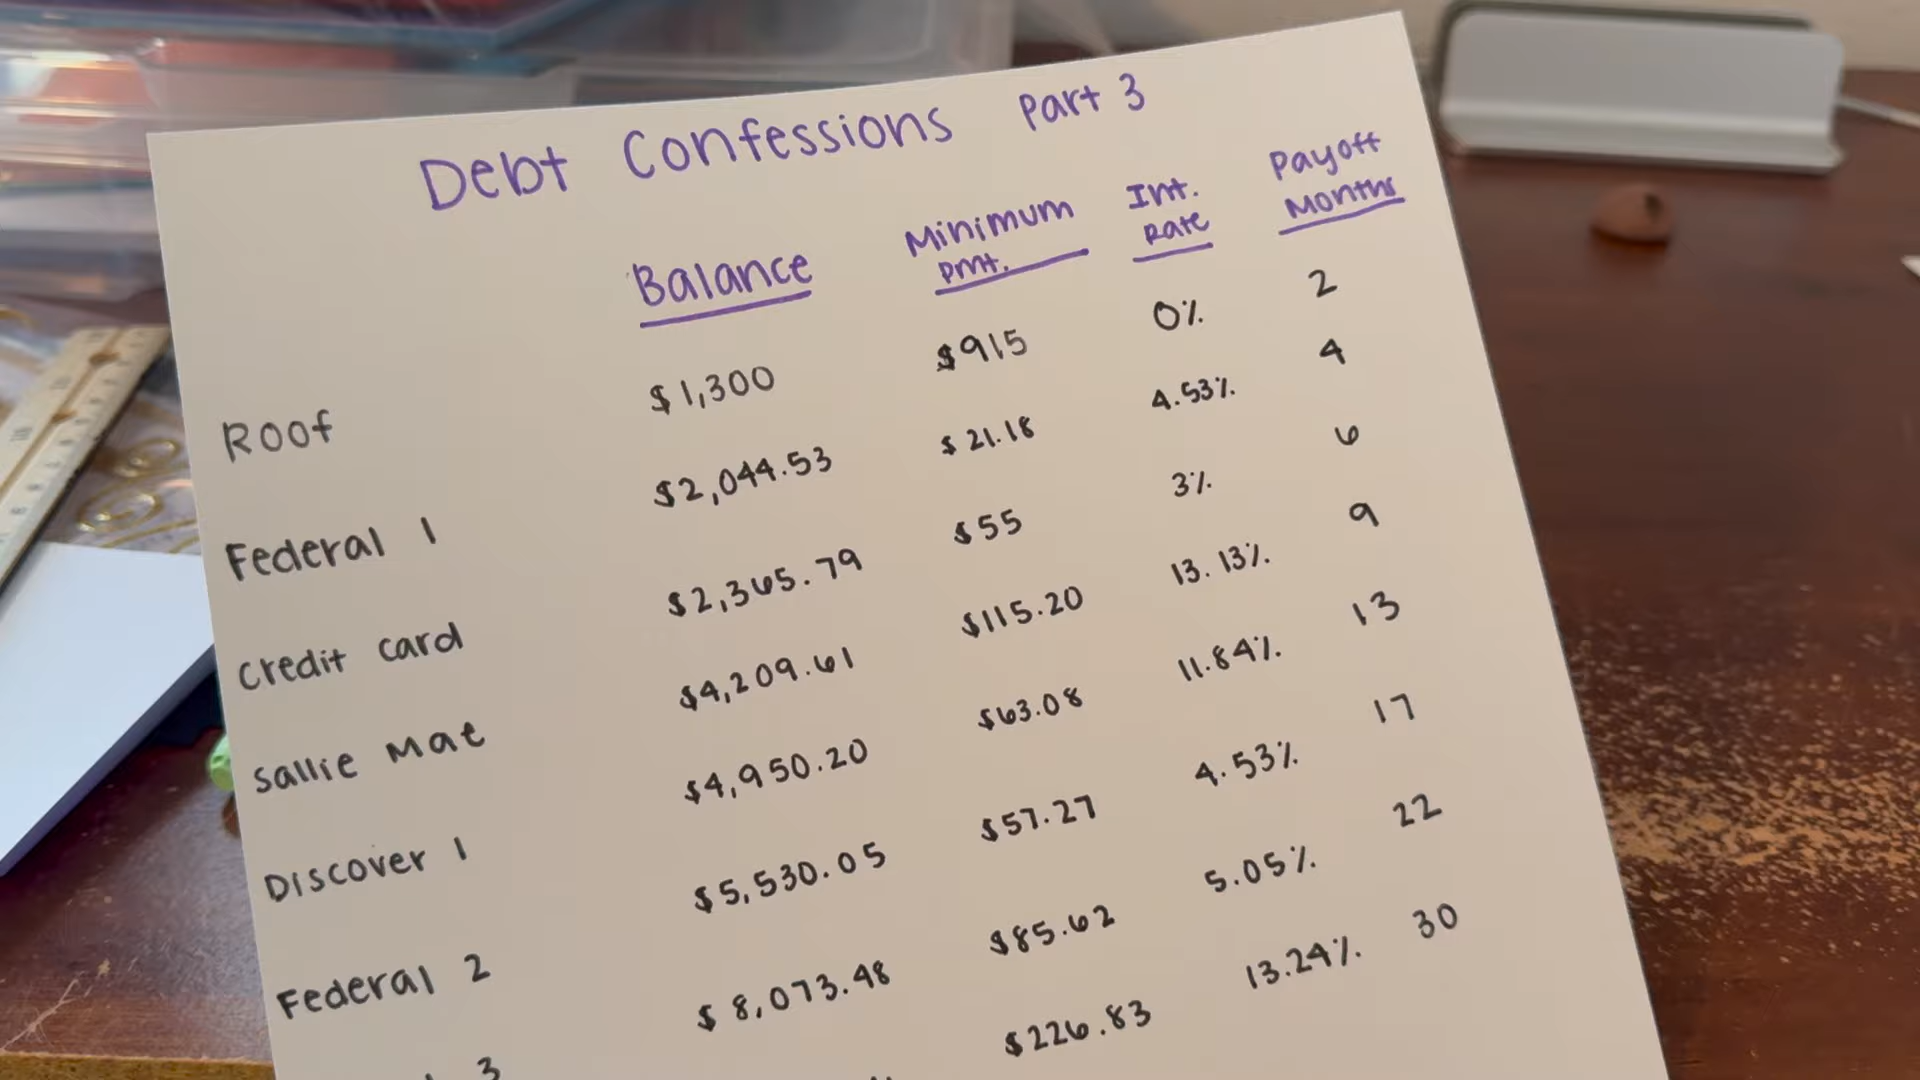 Debt Confessions Part 3
Balance Minimum Pmt. Int. Rate Payoff Months
Roof $1,300 $915 0% 2
Federal 1 $2,044.53 $21.18 4.53% 4
Credit card $2,365.79 $55 3% 6
Sallie Mae $4,209.61 $115.20 13.13% 9
Discover 1 $4,950.20 $63.08 11.84% 13
Federal 2 $5,530.05 $57.27 4.53% 17
3 $8,073.48 $85.62 5.05% 22
$226.83 13.24% 30